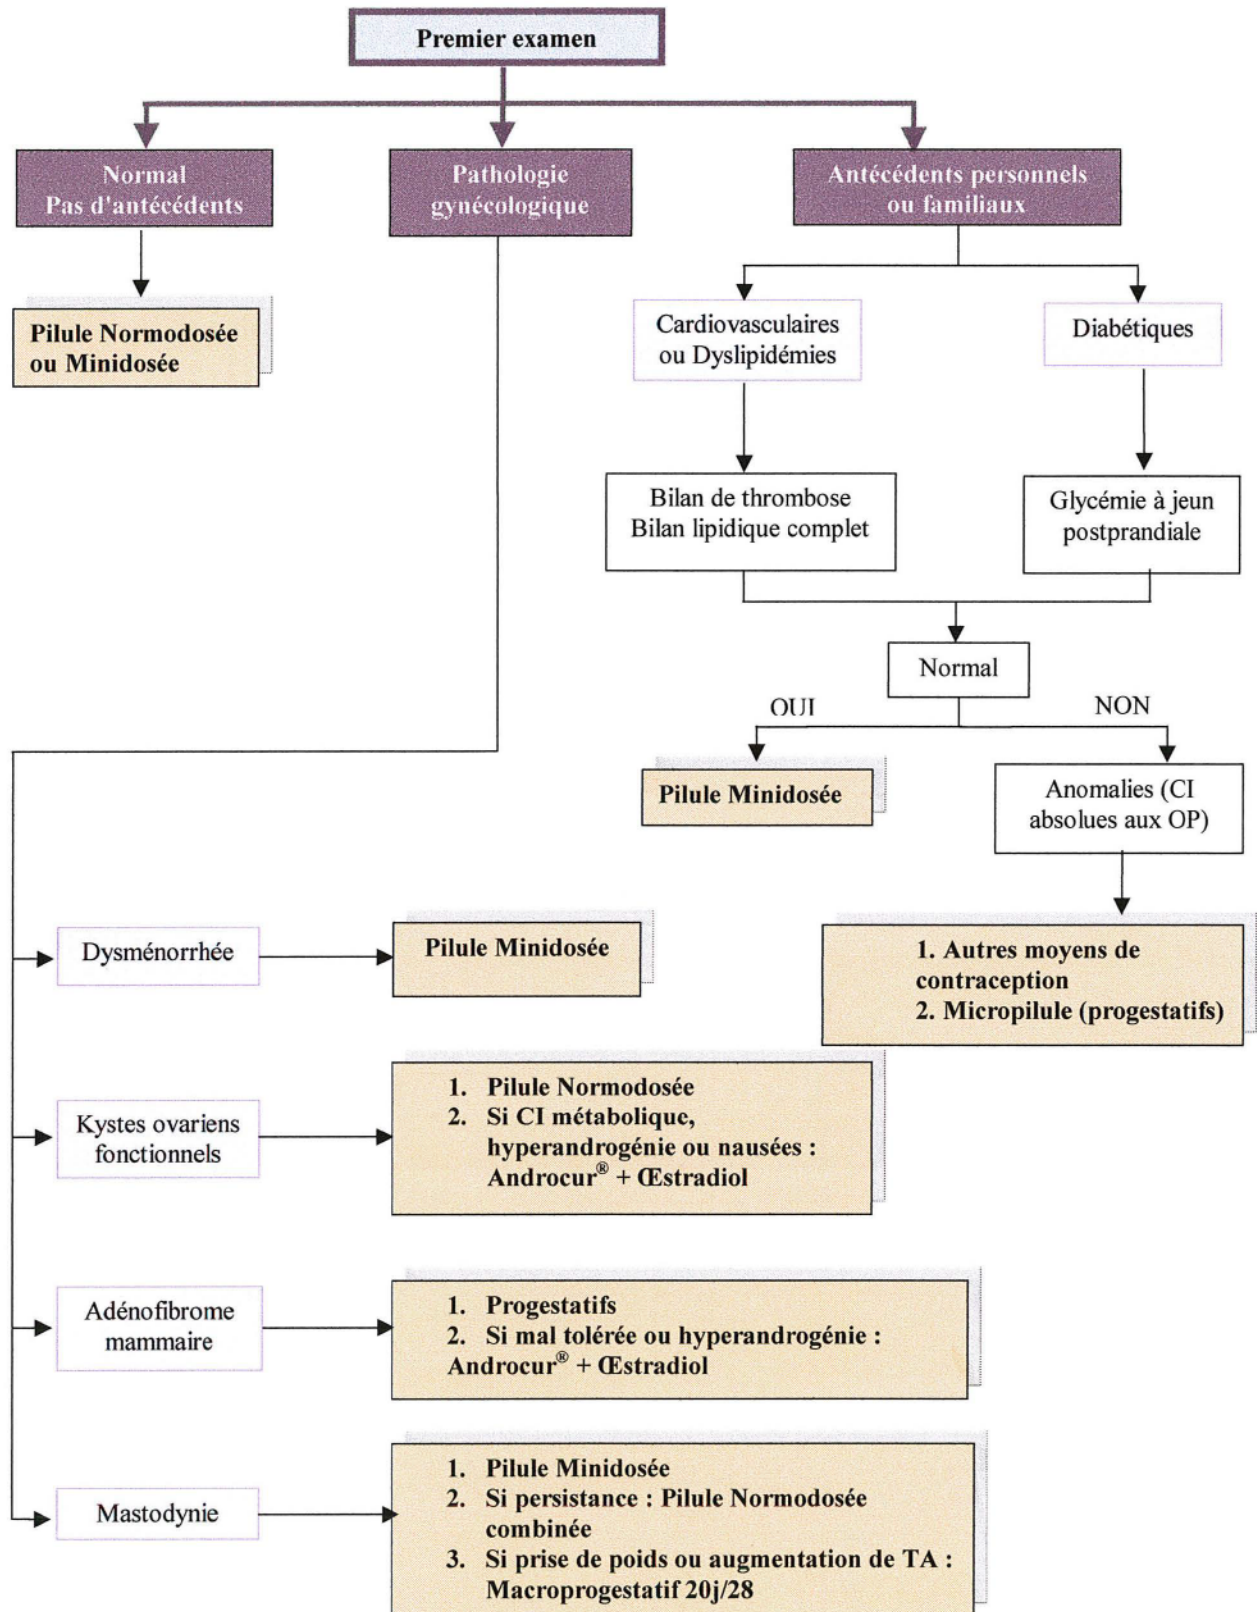 Premier examen
Normal
Pas d'antécédents
Pathologie
gynécologique
Antécédents personnels
ou familiaux
Pilule Normodosée
ou Minidosée
Cardiovasculaires
ou Dyslipidémies
Diabétiques
Bilan de thrombose
Bilan lipidique complet
Glycémie à jeun
postprandiale
Normal
OUI
NON
Pilule Minidosée
Anomalies (CI
absolues aux OP)
1. Autres moyens de
contraception
2. Micropilule (progestatifs)
Dysménorrhée
Pilule Minidosée
Kystes ovariens
fonctionnels
1. Pilule Normodosée
2. Si CI métabolique,
hyperandrogénie ou nausées :
Androcur® + Œstradiol
Adénofibrome
mammaire
1. Progestatifs
2. Si mal tolérée ou hyperandrogénie :
Androcur® + Œstradiol
Mastodynie
1. Pilule Minidosée
2. Si persistance : Pilule Normodosée
combinée
3. Si prise de poids ou augmentation de TA :
Macroprogestatif 20j/28